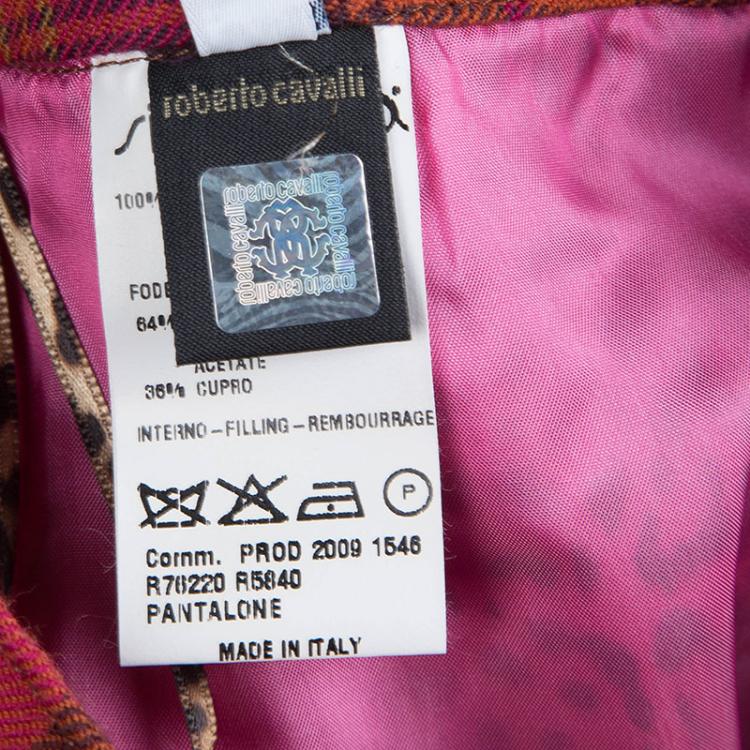 roberto cavalli
roberto cavalli
roberto cavalli
roberto cavalli
roberto cavalli
100%
FODE
64%
ACETATE
36% CUPRO
INTERNO-FILLING-REMBOURRAGE
P
Comm. PROD 2009 1546
R76220 R5840
PANTALONE
MADE IN ITALY